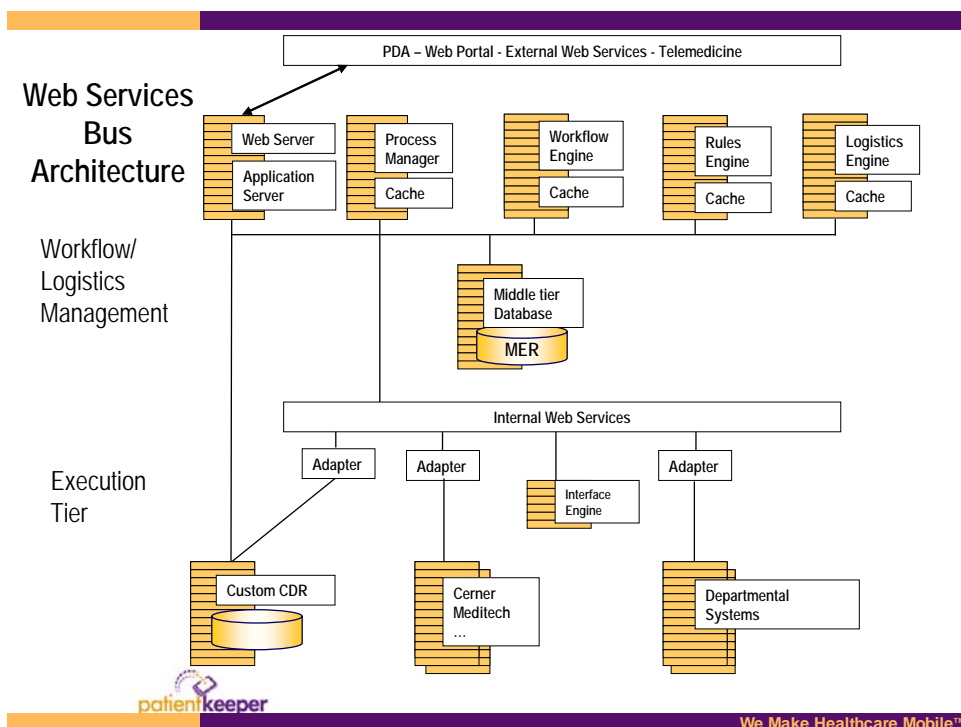 PDA – Web Portal - External Web Services - Telemedicine
Web Services
Bus
Architecture
Web Server
Application
Server
Process
Manager
Cache
Workflow
Engine
Cache
Rules
Engine
Cache
Logistics
Engine
Cache
Workflow/
Logistics
Management
Middle tier
Database
MER
Internal Web Services
Adapter
Adapter
Adapter
Execution
Tier
Interface
Engine
Custom CDR
Cerner
Meditech
...
Departmental
Systems
patientkeeper
We Make Healthcare Mobile™